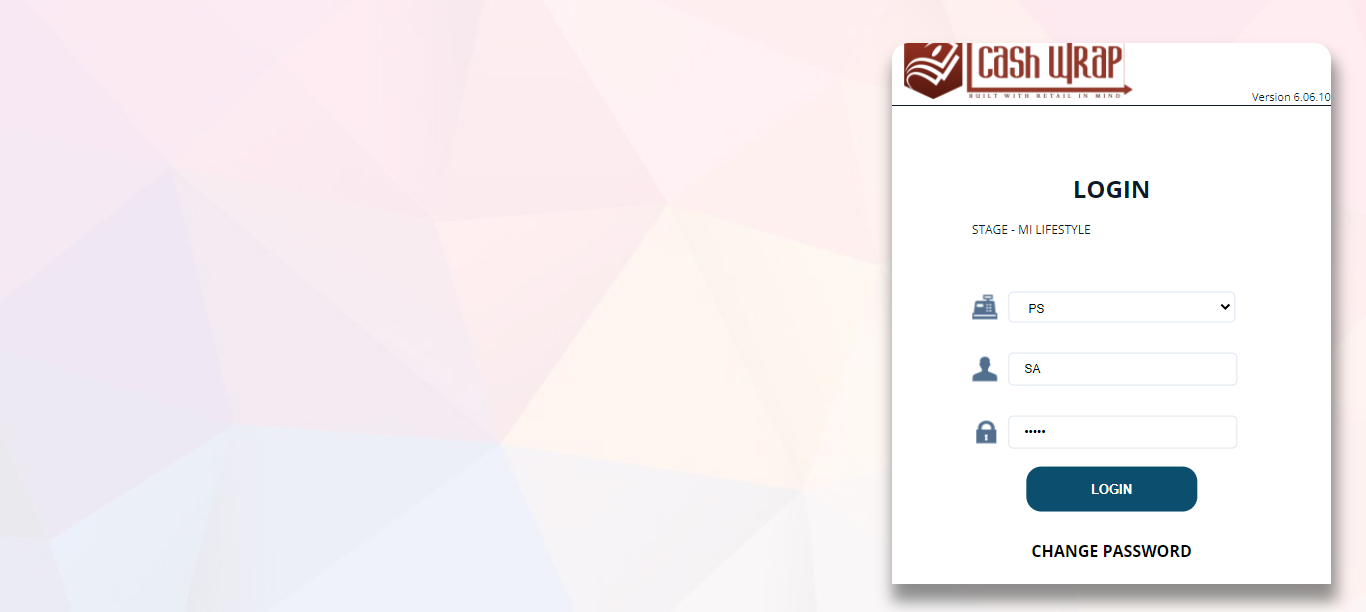 Cash WRAP
BUILT WITH RETAIL IN MIND
Version 6.06.10
LOGIN
STAGE - MI LIFESTYLE
PS
SA
•••••
LOGIN
CHANGE PASSWORD